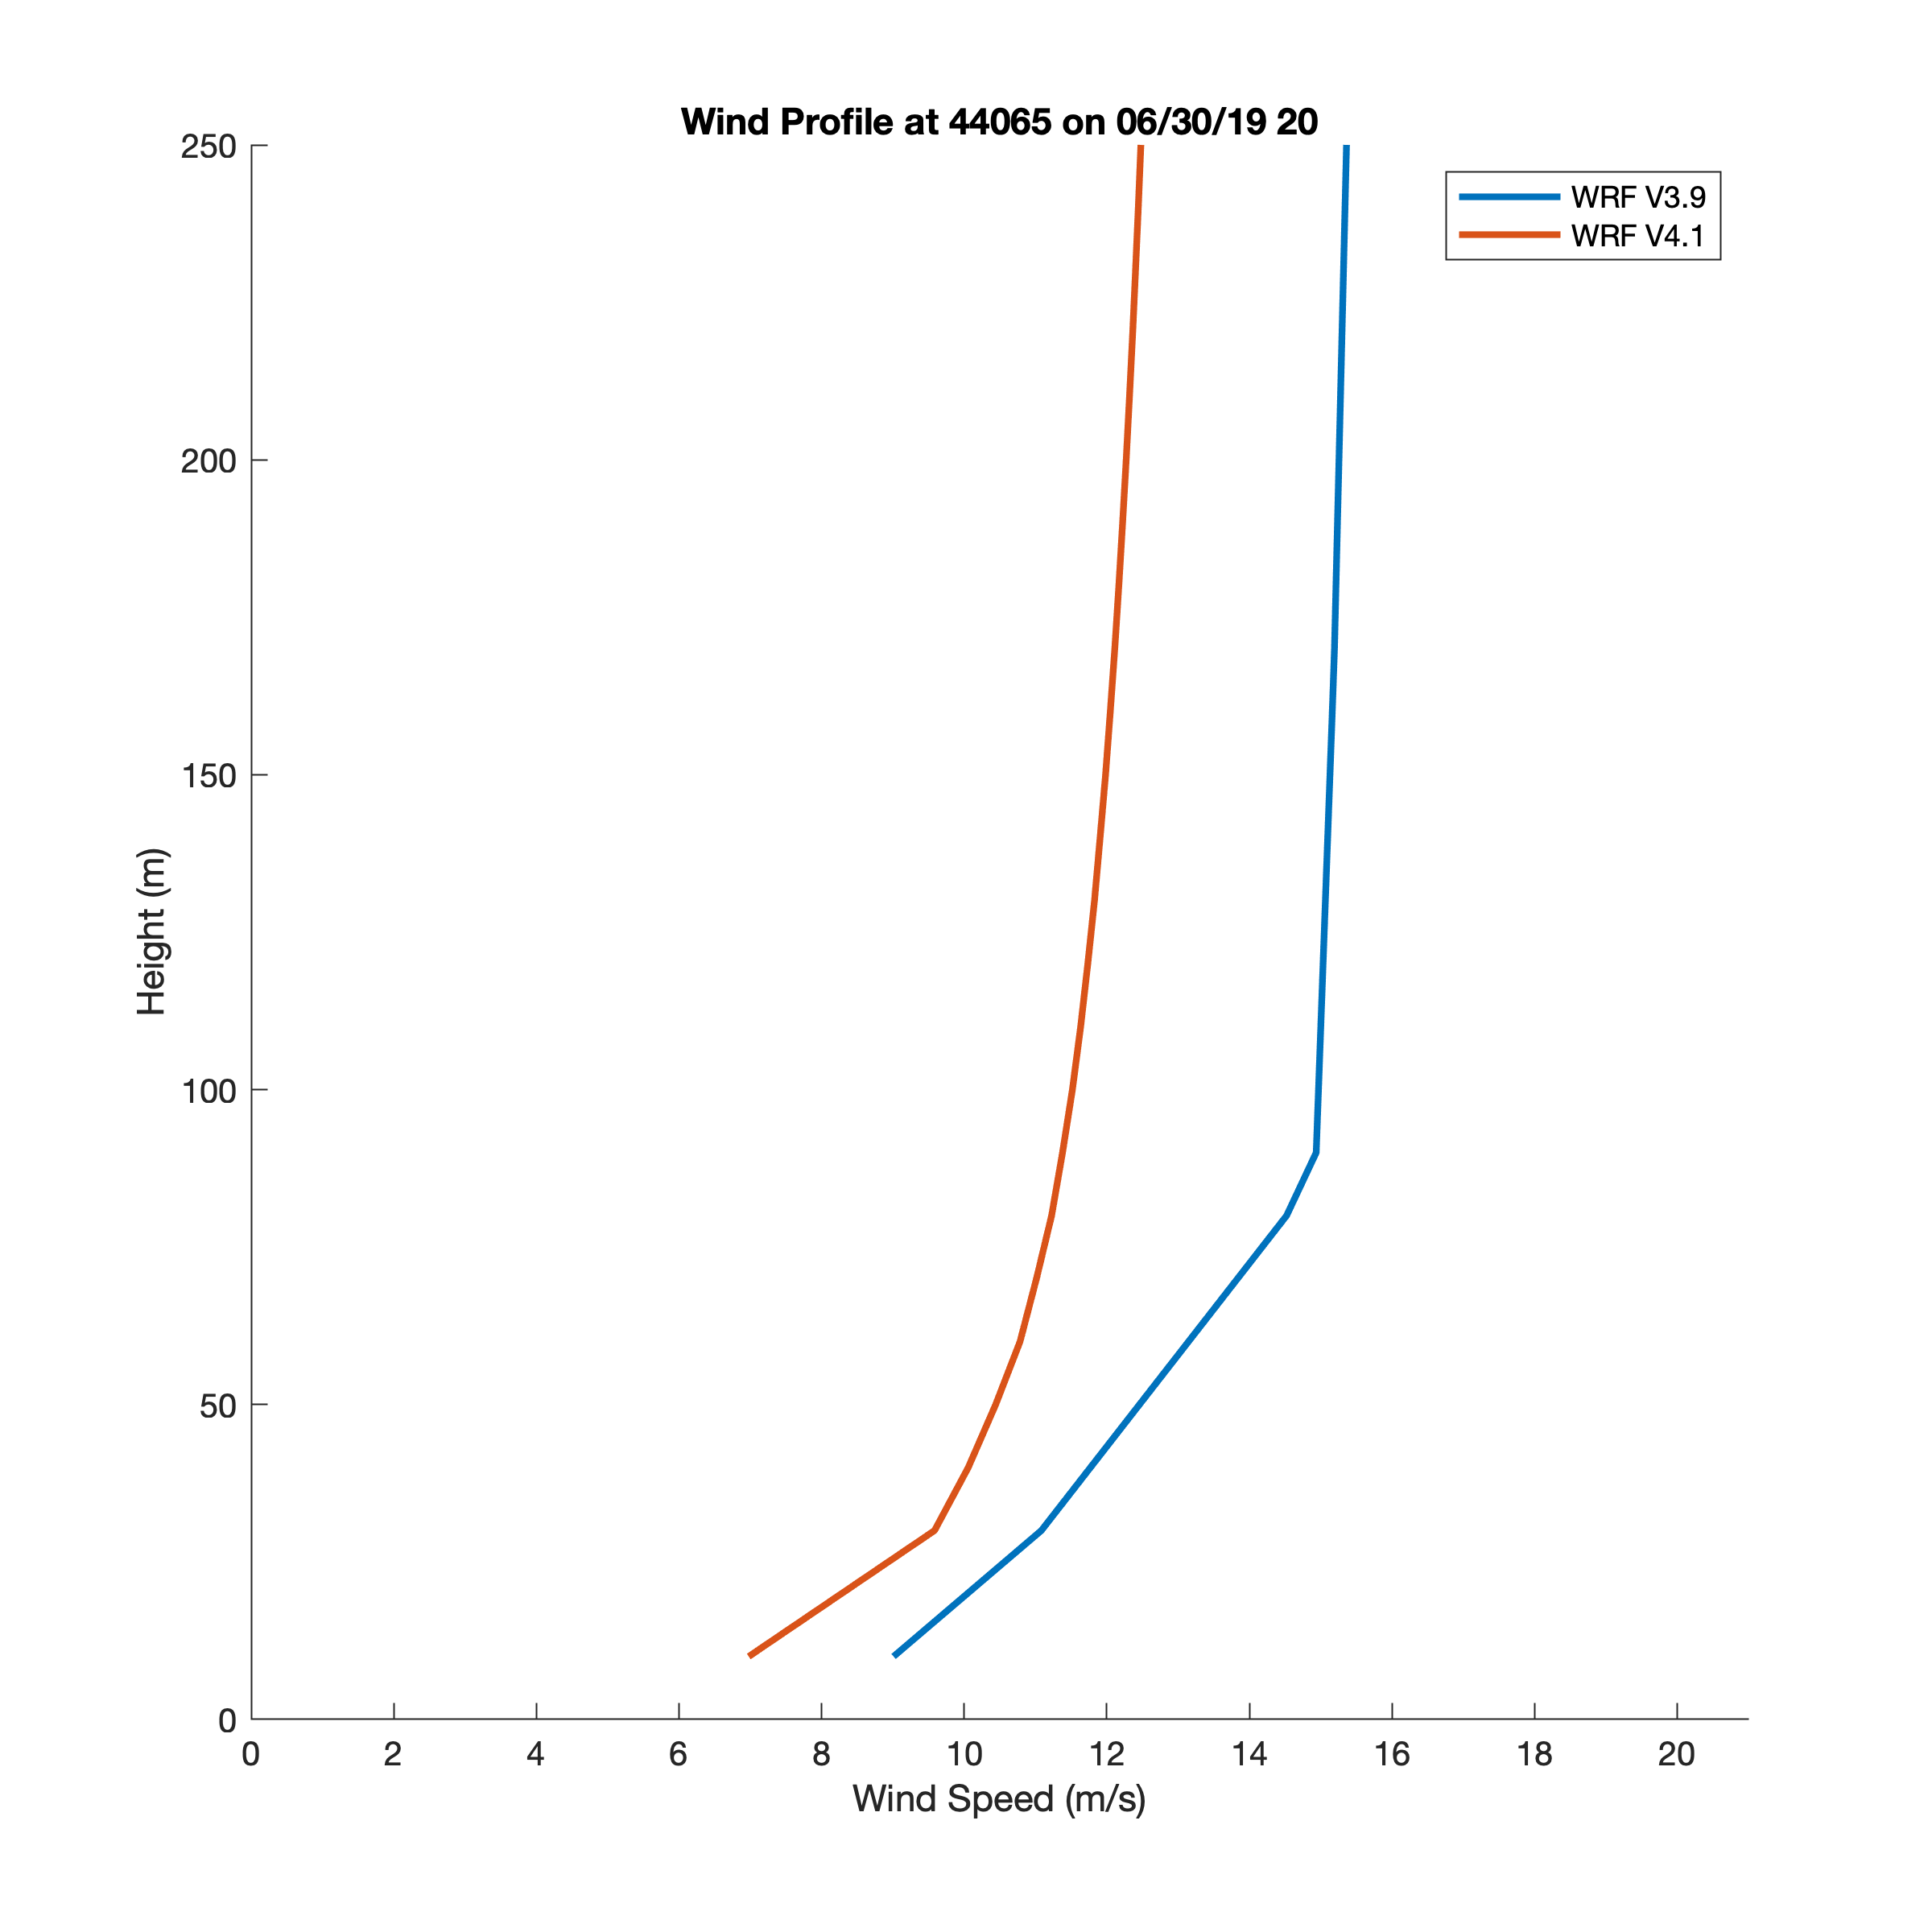 Wind Profile at 44065 on 06/30/19 20
WRF V3.9
WRF V4.1
250
200
150
100
50
0
Height (m)
0 2 4 6 8 10 12 14 16 18 20
Wind Speed (m/s)